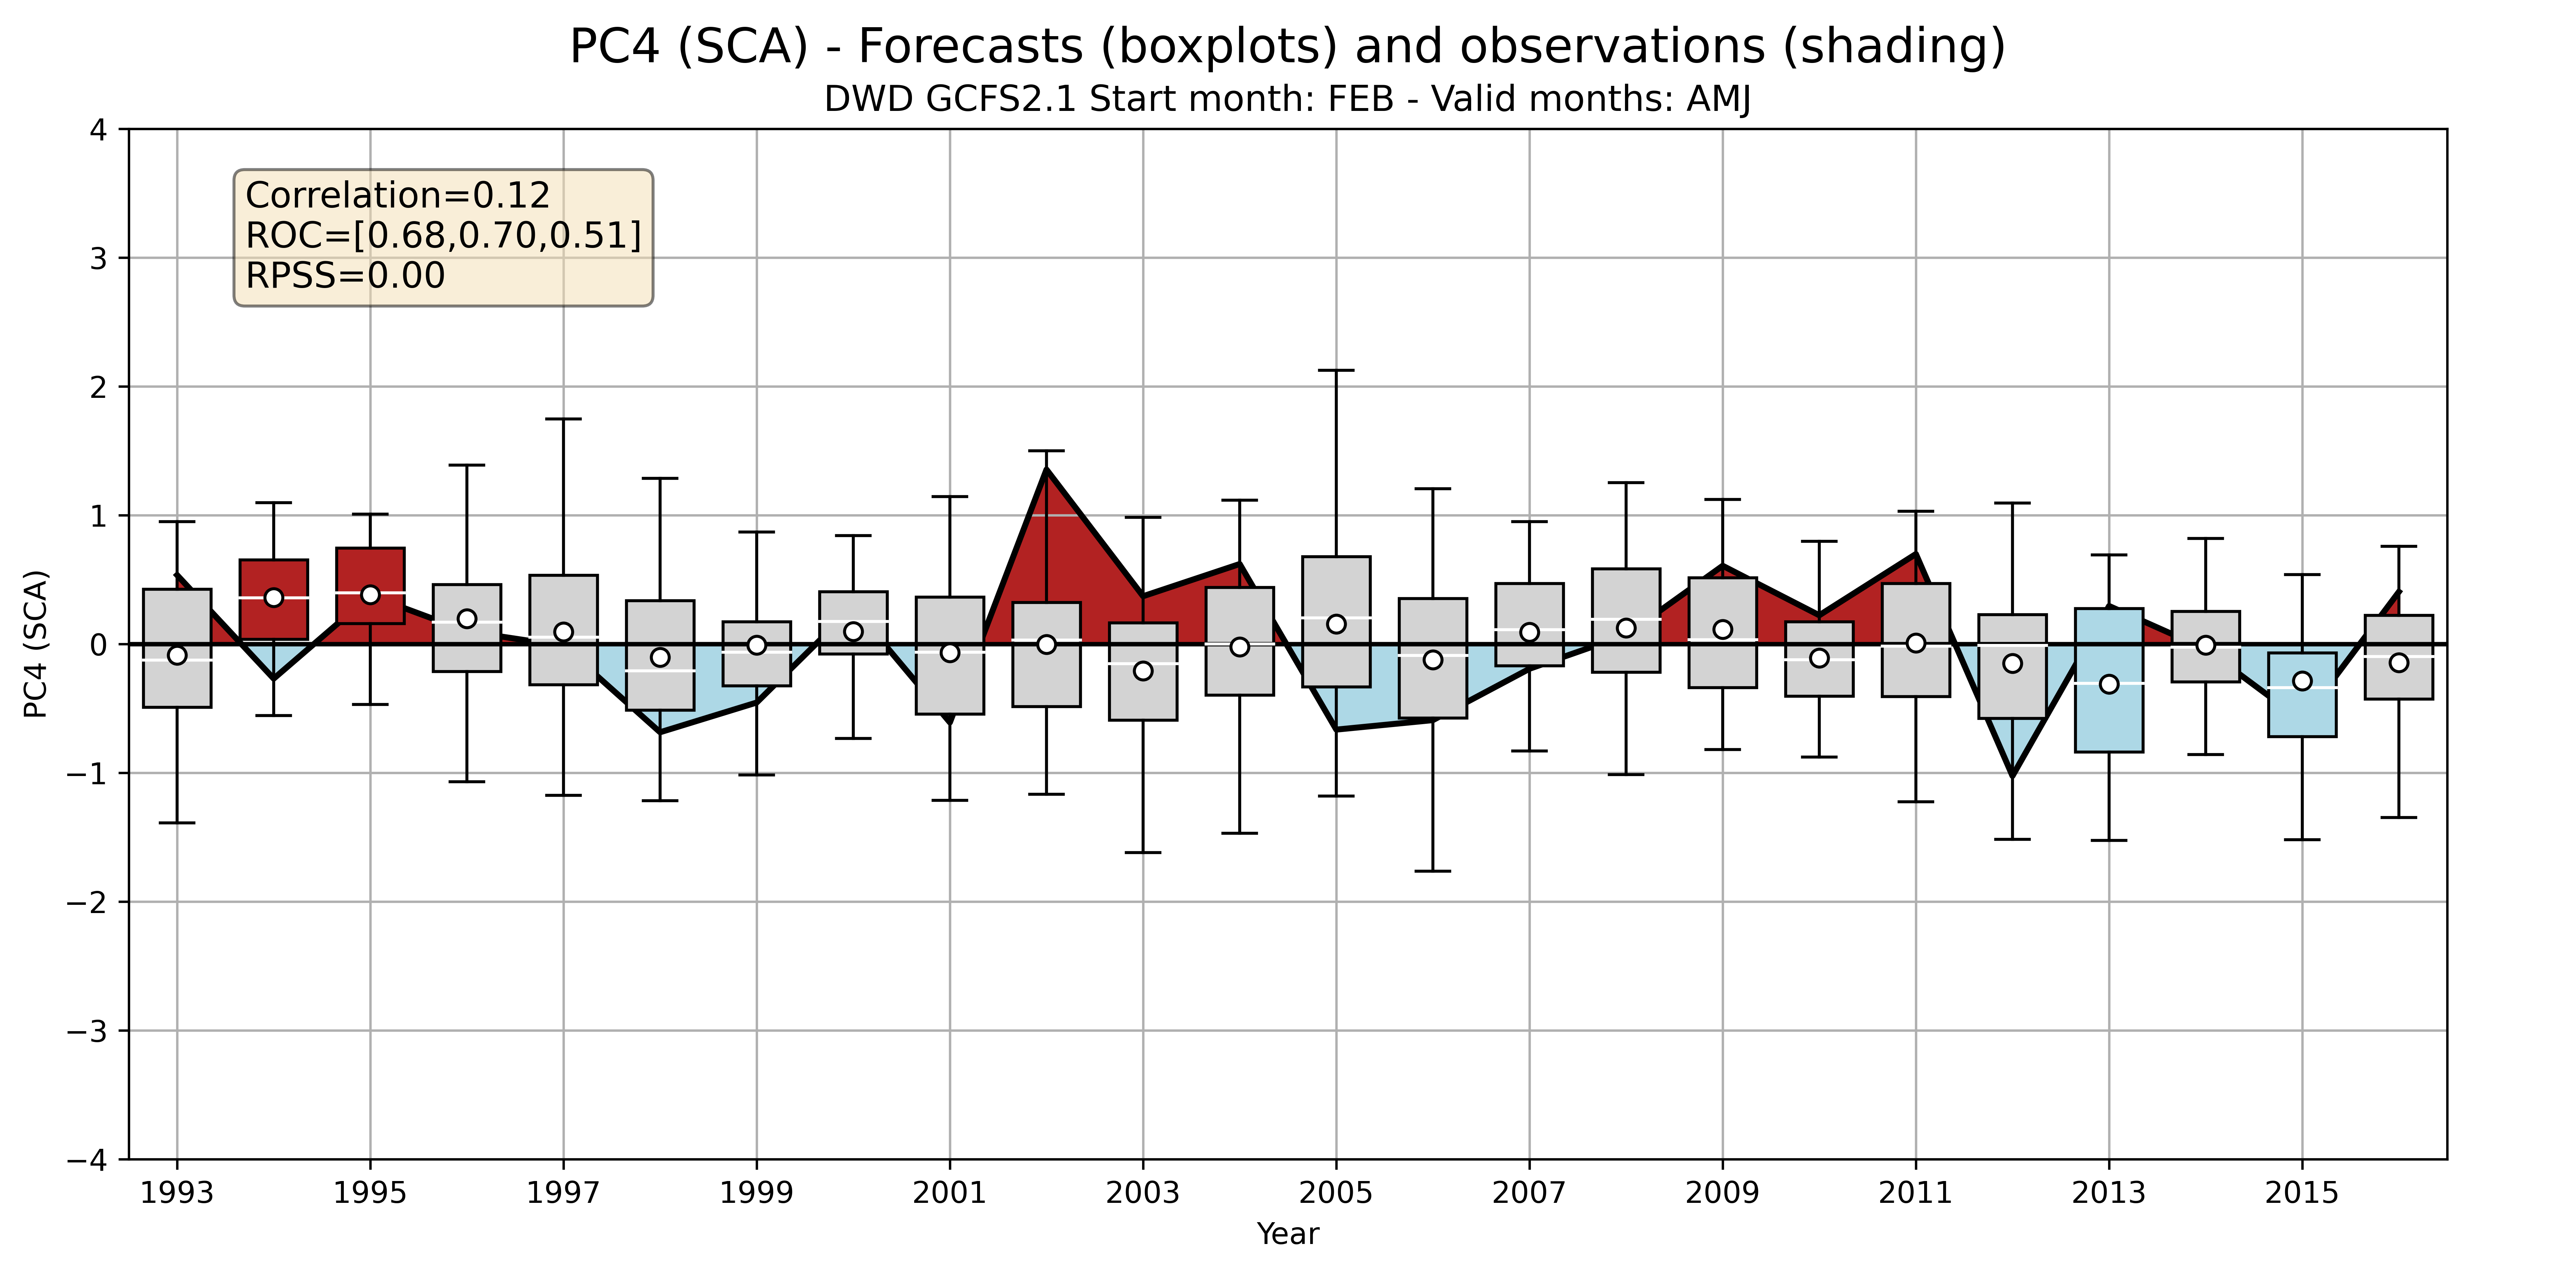 PC4 (SCA) - Forecasts (boxplots) and observations (shading)
DWD GCFS2.1 Start month: FEB - Valid months: AMJ
Correlation=0.12
ROC=[0.68,0.70,0.51]
RPSS=0.00
PC4 (SCA)
4
3
2
1
0
−1
−2
−3
−4
1993 1995 1997 1999 2001 2003 2005 2007 2009 2011 2013 2015
Year